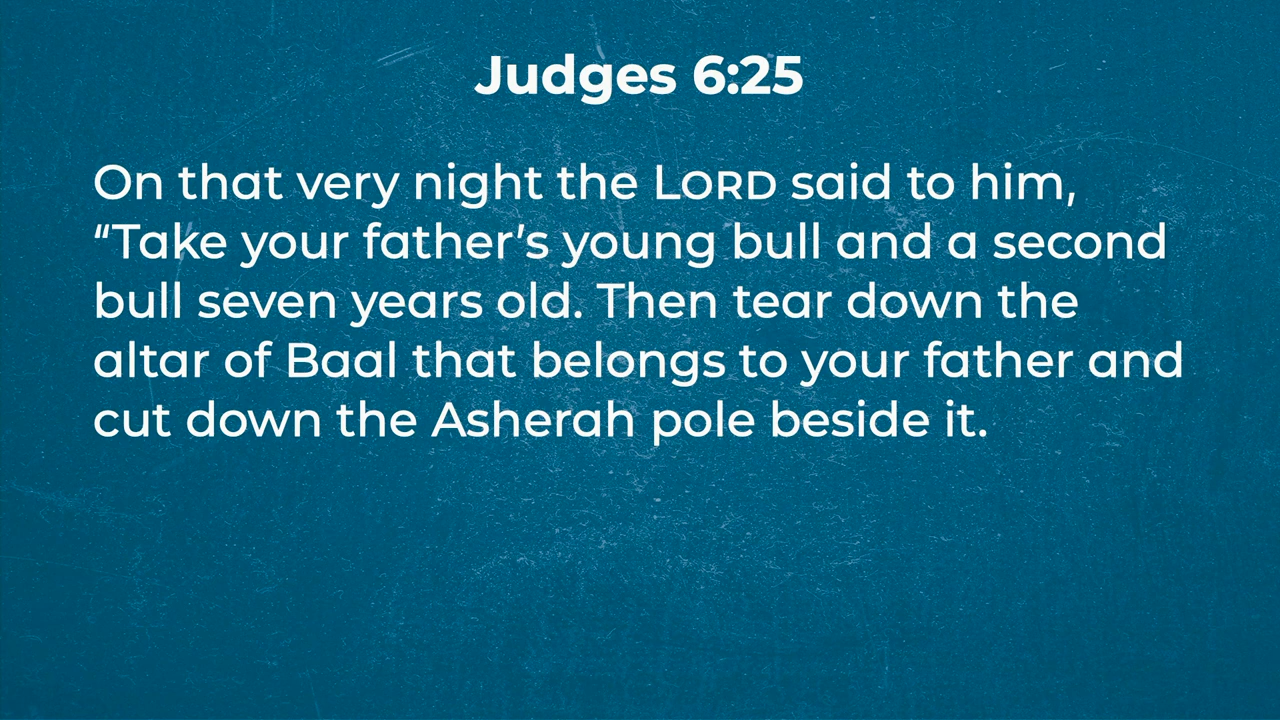 Judges 6:25
On that very night the LORD said to him,
“Take your father’s young bull and a second
bull seven years old. Then tear down the
altar of Baal that belongs to your father and
cut down the Asherah pole beside it.